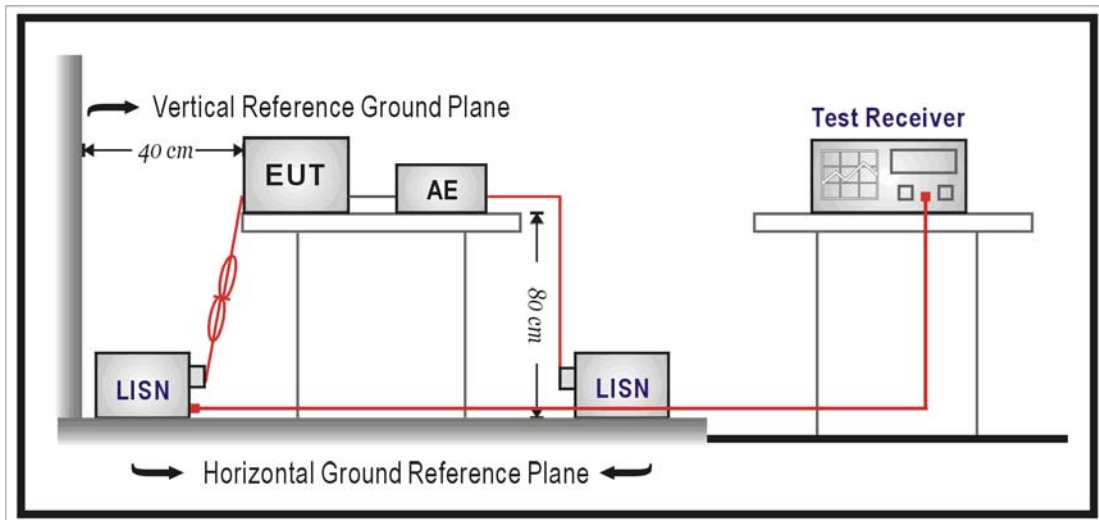 Vertical Reference Ground Plane
Test Receiver
40 cm
EUT
AE
80 cm
LISN
LISN
Horizontal Ground Reference Plane